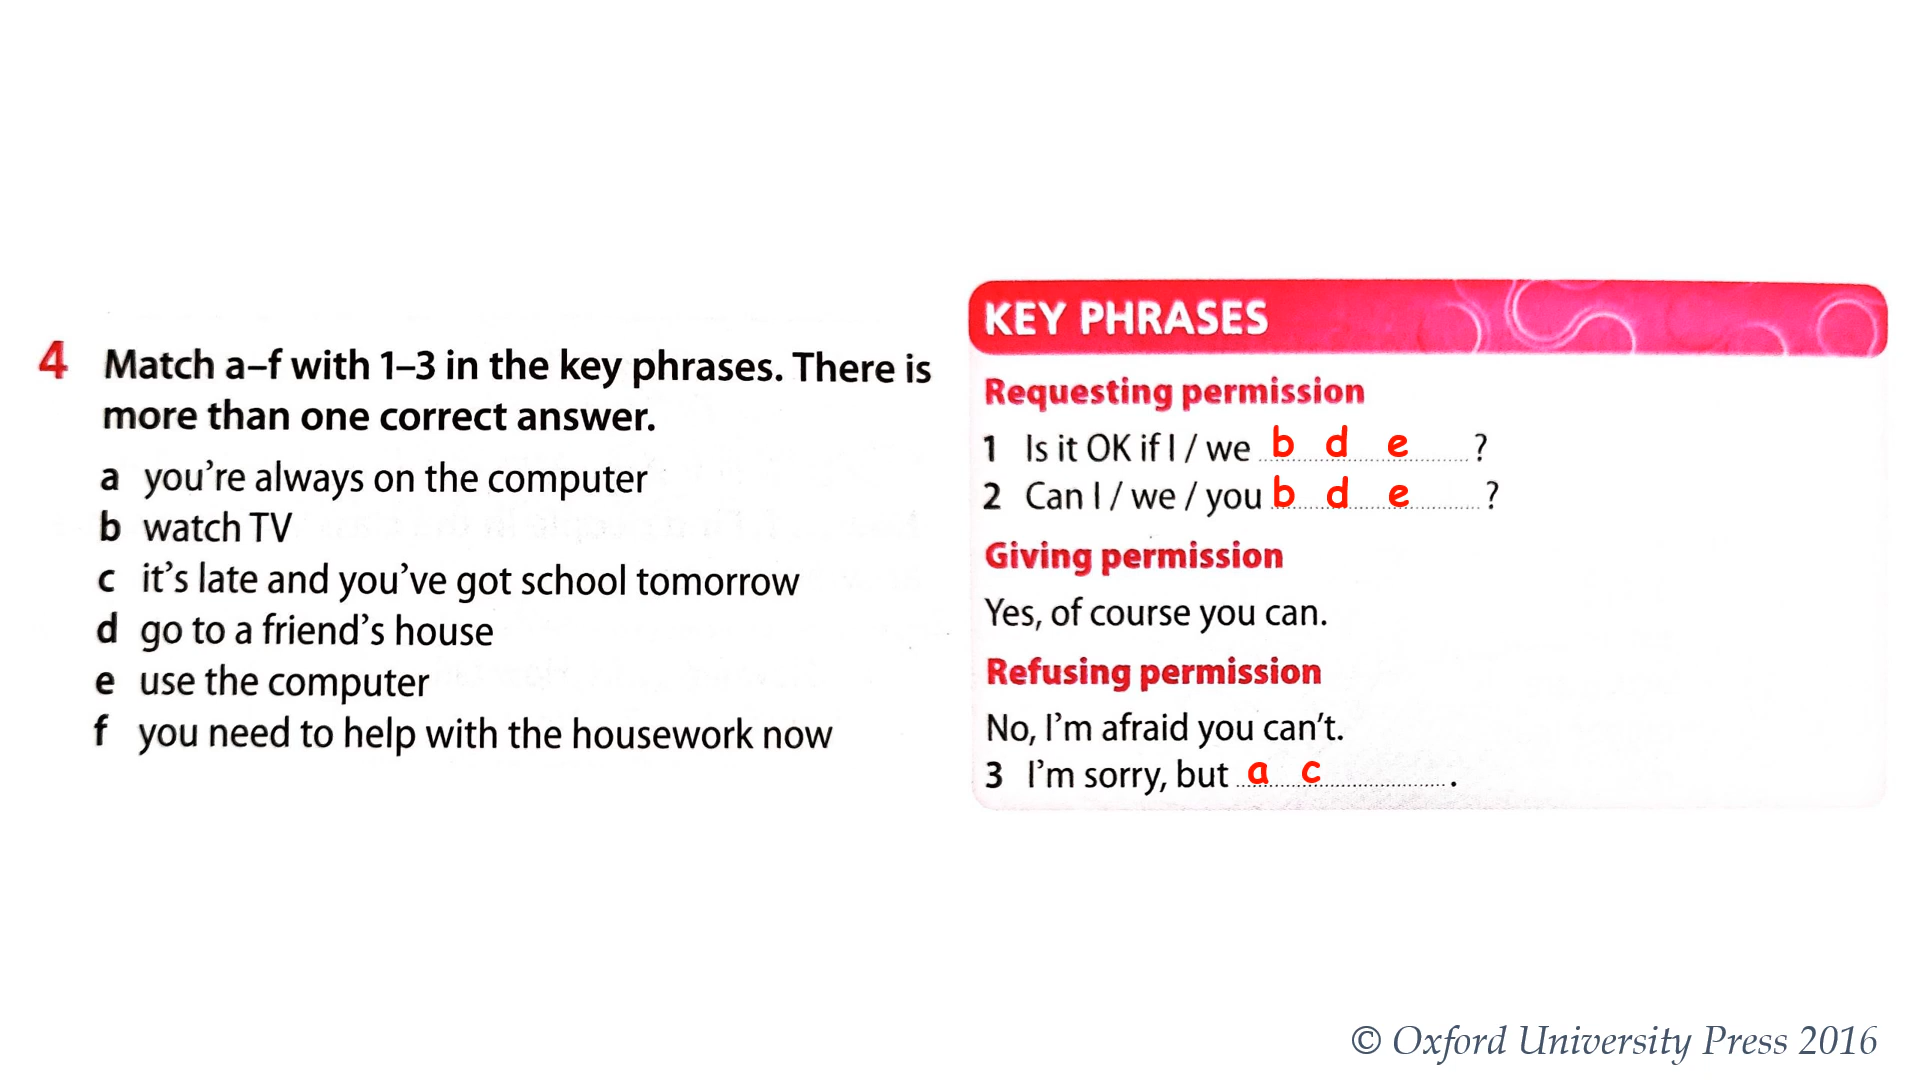 4 Match a–f with 1–3 in the key phrases. There is
more than one correct answer.
a you're always on the computer
b watch TV
c it's late and you've got school tomorrow
d go to a friend's house
e use the computer
f you need to help with the housework now
KEY PHRASES
Requesting permission
1 Is it OK if I / we b d e ?
2 Can I / we / you b d e ?
Giving permission
Yes, of course you can.
Refusing permission
No, I'm afraid you can't.
3 I'm sorry, but a c .
© Oxford University Press 2016